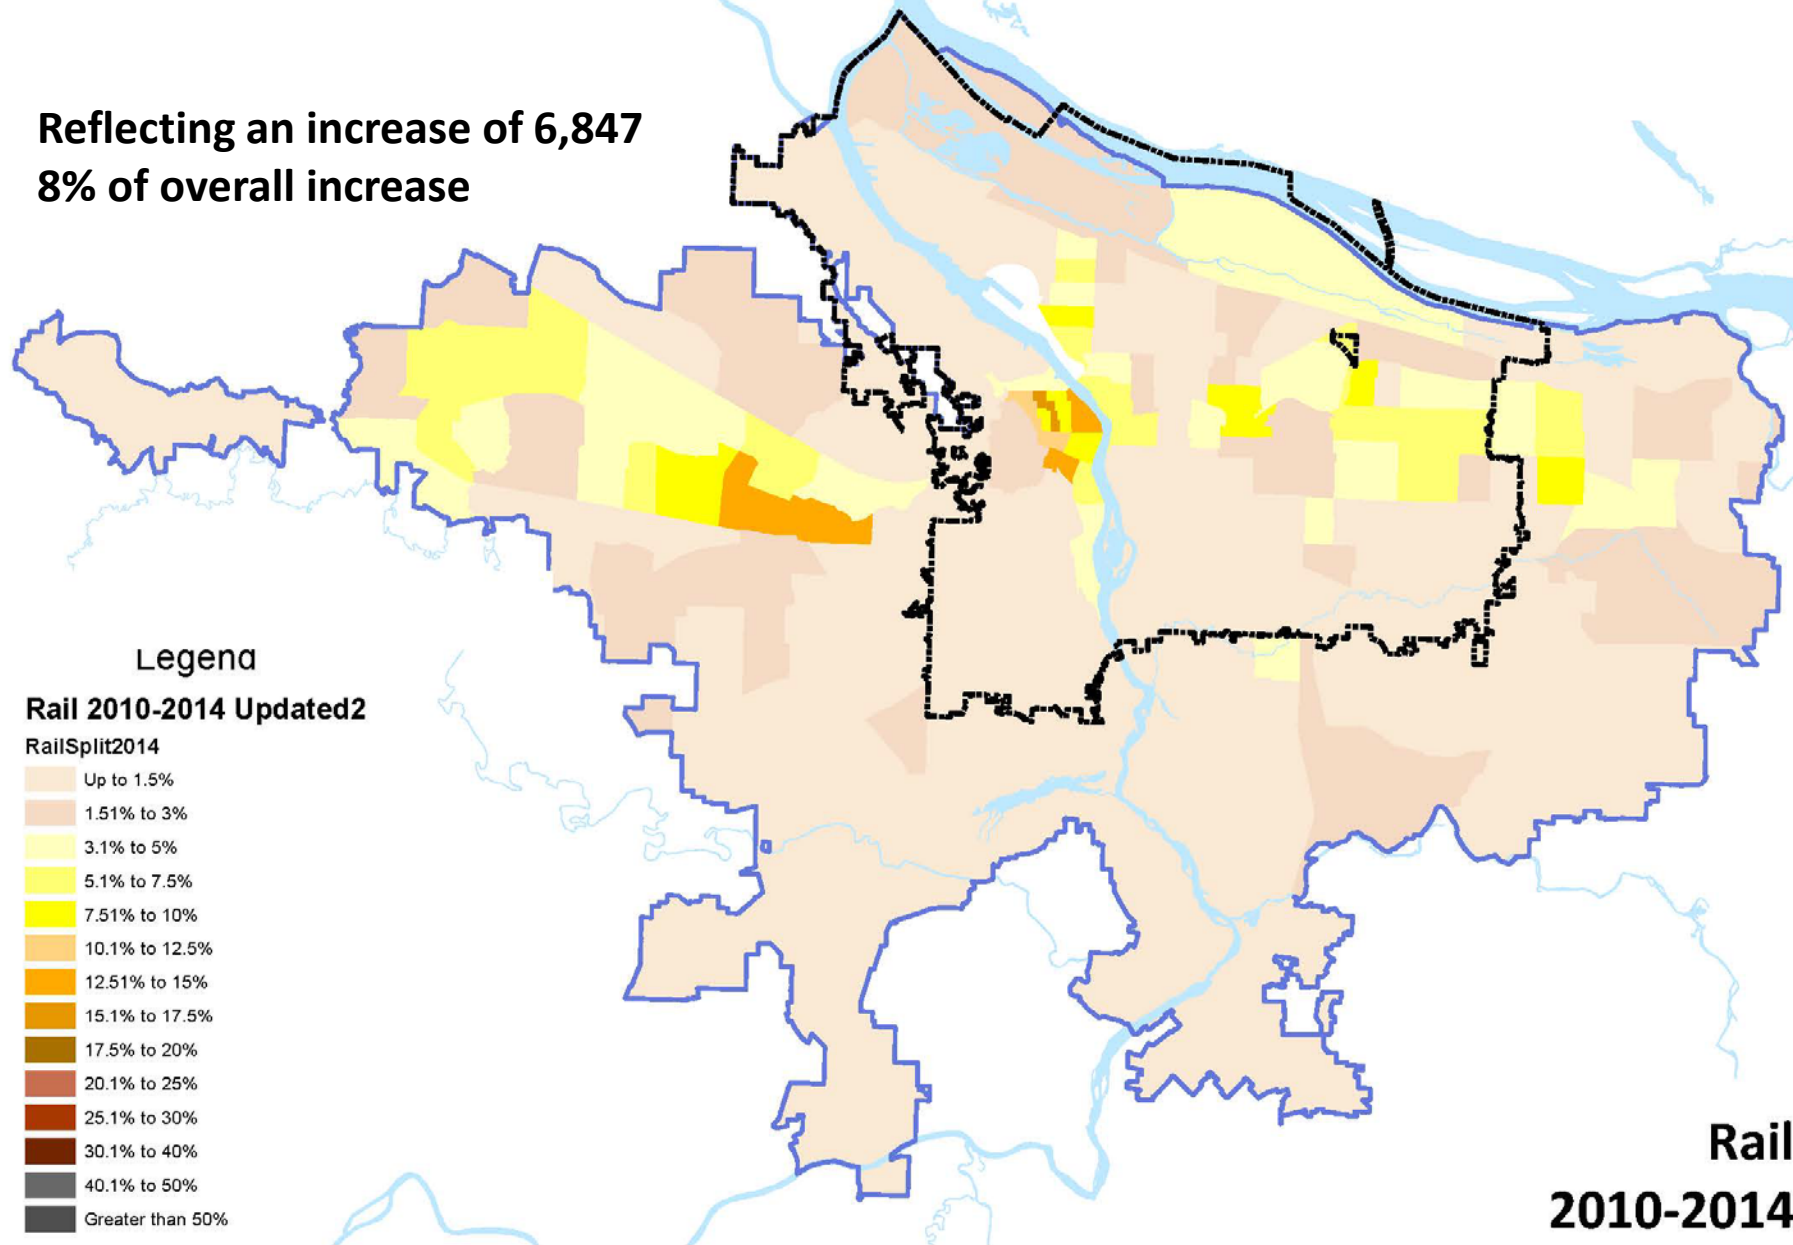 Reflecting an increase of 6,847
8% of overall increase
Legend
Rail 2010-2014 Updated2
RailSplit2014
Up to 1.5%
1.51% to 3%
3.1% to 5%
5.1% to 7.5%
7.51% to 10%
10.1% to 12.5%
12.51% to 15%
15.1% to 17.5%
17.5% to 20%
20.1% to 25%
25.1% to 30%
30.1% to 40%
40.1% to 50%
Greater than 50%
Rail
2010-2014